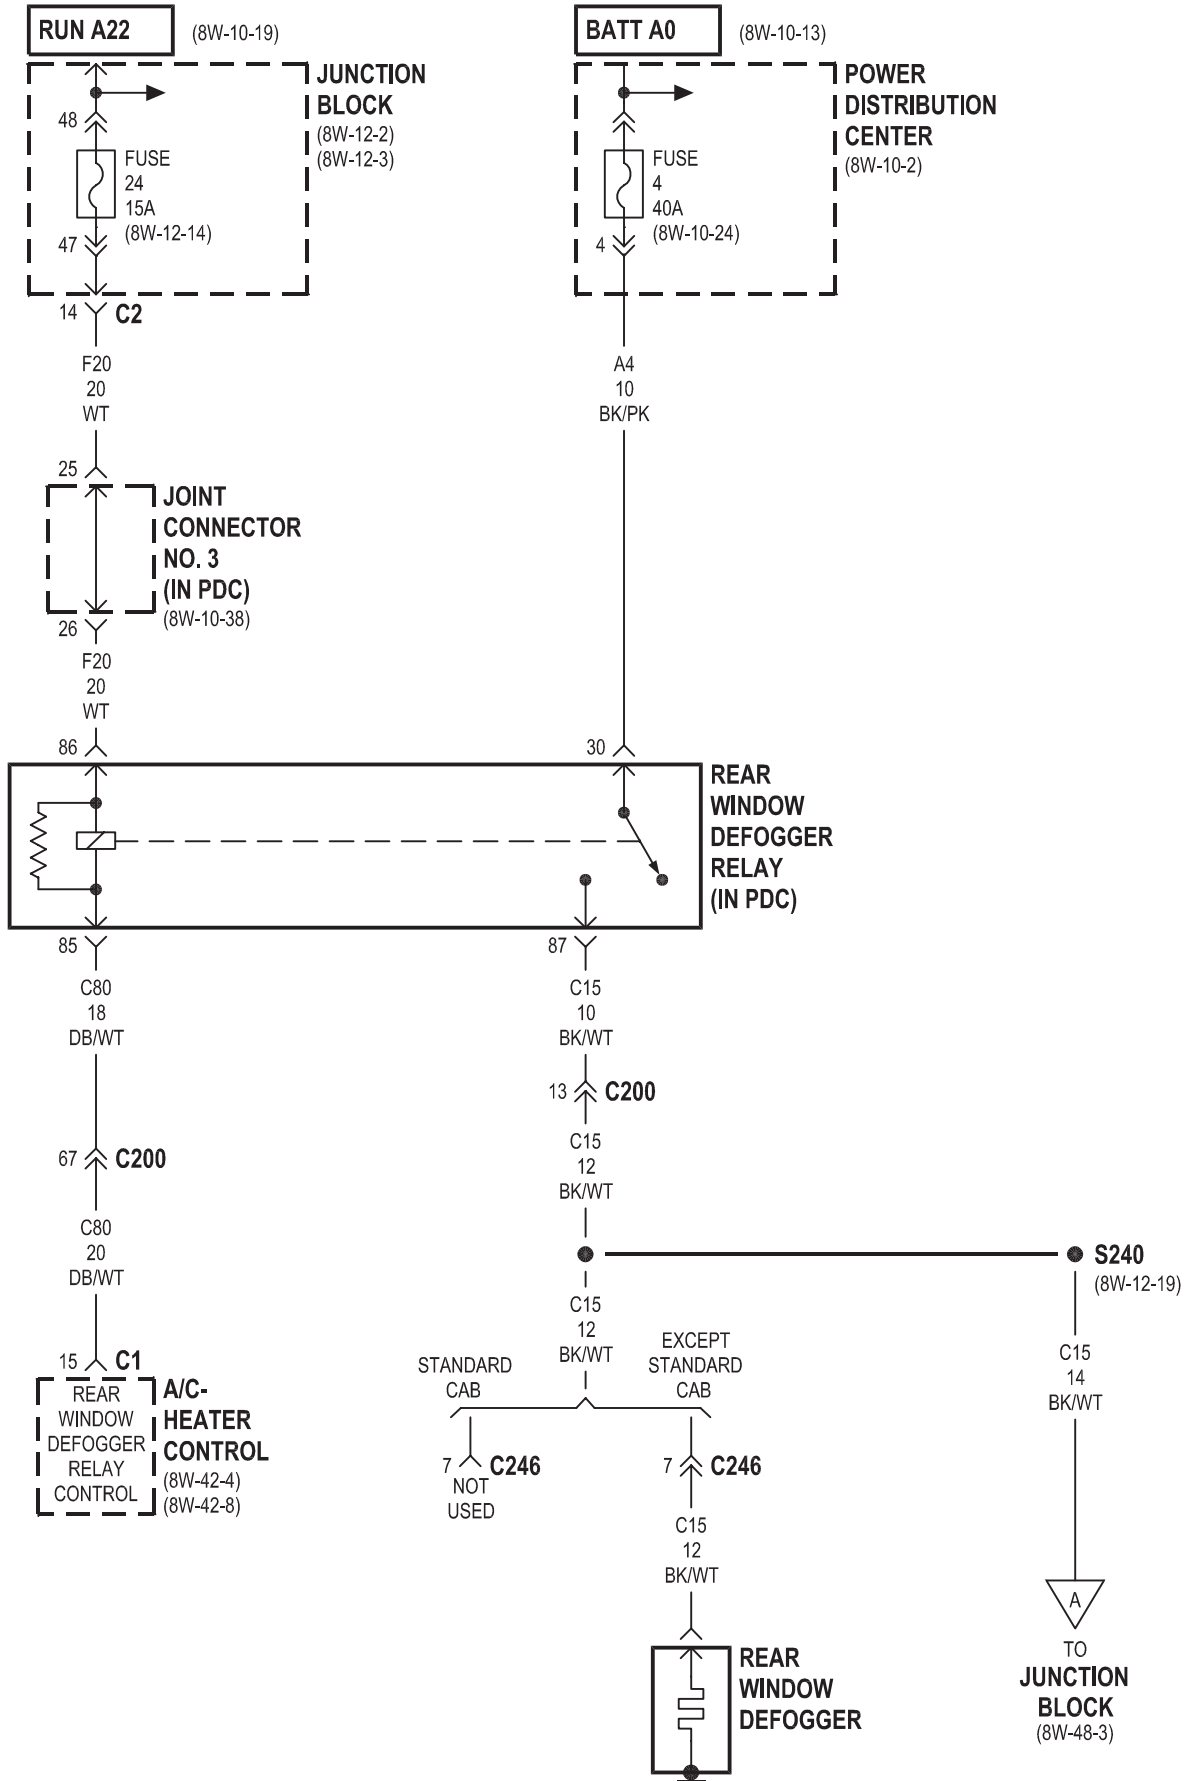 RUN A22
(8W-10-19)
BATT A0
(8W-10-13)
JUNCTION
BLOCK
(8W-12-2)
(8W-12-3)
48
FUSE
24
15A
(8W-12-14)
47
14
C2
POWER
DISTRIBUTION
CENTER
(8W-10-2)
FUSE
4
40A
(8W-10-24)
4
F20
20
WT
A4
10
BK/PK
25
JOINT
CONNECTOR
NO. 3
(IN PDC)
(8W-10-38)
26
F20
20
WT
86
30
REAR
WINDOW
DEFOGGER
RELAY
(IN PDC)
85
87
C80
18
DB/WT
C15
10
BK/WT
13
C200
67
C200
C15
12
BK/WT
C80
20
DB/WT
S240
(8W-12-19)
C15
12
BK/WT
C15
14
BK/WT
15
C1
REAR
WINDOW
DEFOGGER
RELAY
CONTROL
A/C-
HEATER
CONTROL
(8W-42-4)
(8W-42-8)
STANDARD
CAB
EXCEPT
STANDARD
CAB
7
C246
NOT
USED
7
C246
C15
12
BK/WT
A
TO
JUNCTION
BLOCK
(8W-48-3)
REAR
WINDOW
DEFOGGER